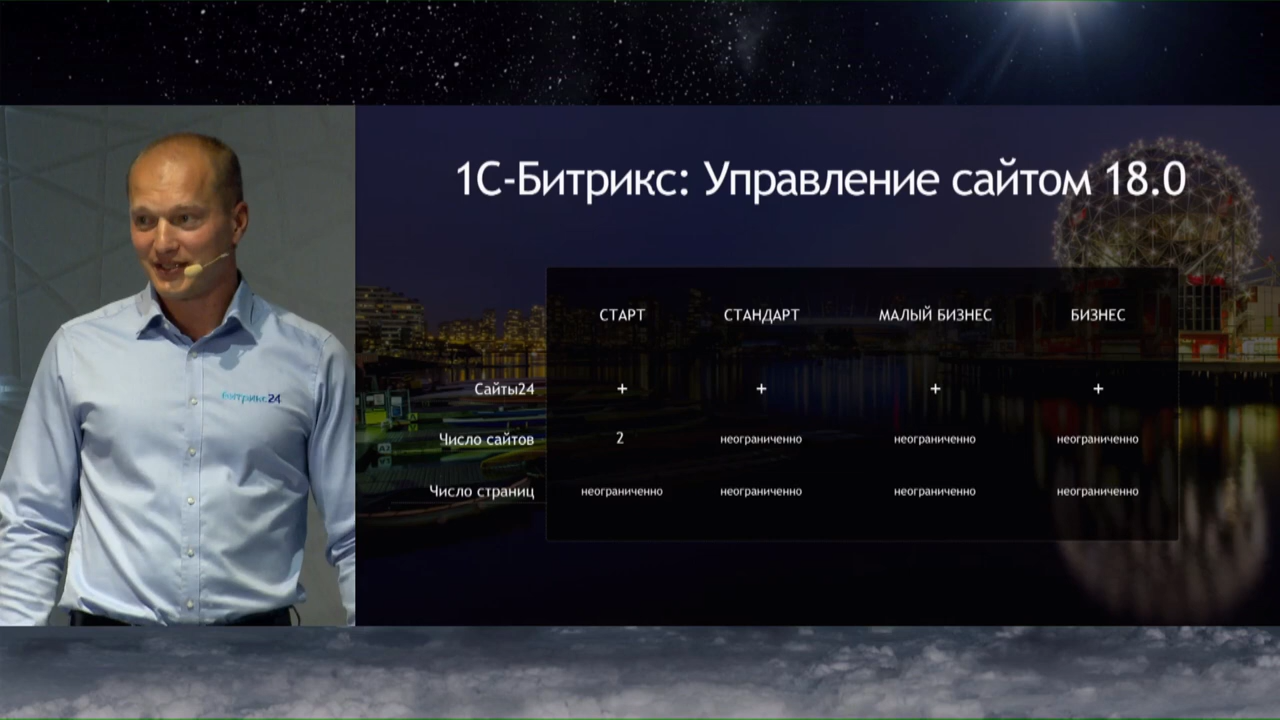 1С-Битрикс: Управление сайтом 18.0
СТАРТ СТАНДАРТ МАЛЫЙ БИЗНЕС БИЗНЕС
Сайты24 + + + +
Число сайтов 2 неограниченно неограниченно неограниченно
Число страниц неограниченно неограниченно неограниченно неограниченно
битрикс24